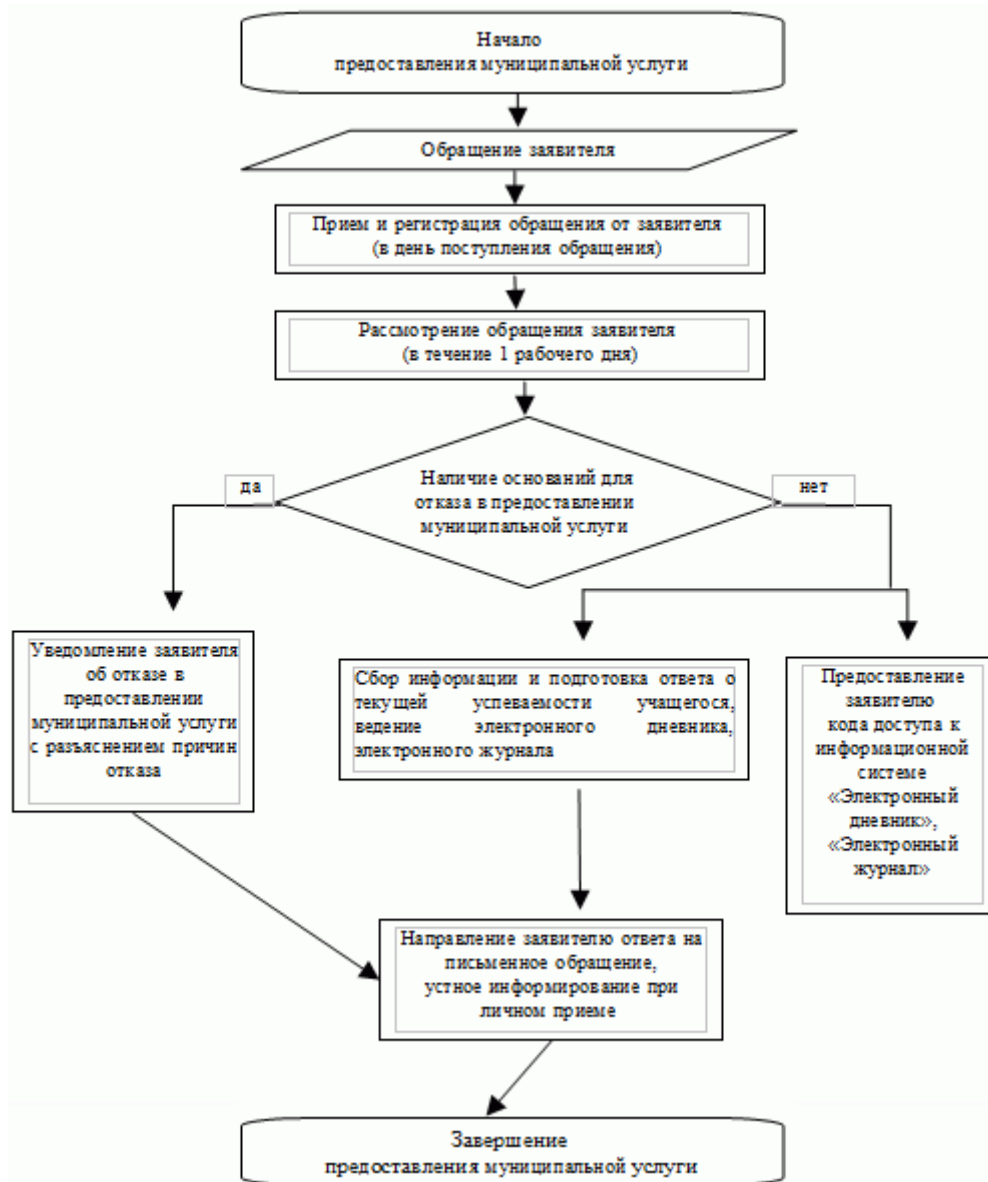 Начало
предоставления муниципальной услуги
Обращение заявителя
Прием и регистрация обращения от заявителя
(в день поступления обращения)
Рассмотрение обращения заявителя
(в течение 1 рабочего дня)
Наличие оснований для
отказа в предоставлении
муниципальной услуги
да
нет
Уведомление заявителя
об отказе в
предоставлении
муниципальной услуги
с разъяснением причин
отказа
Сбор информации и подготовка ответа о
текущей успеваемости учащегося,
ведение электронного дневника,
электронного журнала
Предоставление
заявителю
кода доступа к
информационной
системе
«Электронный
дневник»,
«Электронный
журнал»
Направление заявителю ответа на
письменное обращение,
устное информирование при
личном приеме
Завершение
предоставления муниципальной услуги